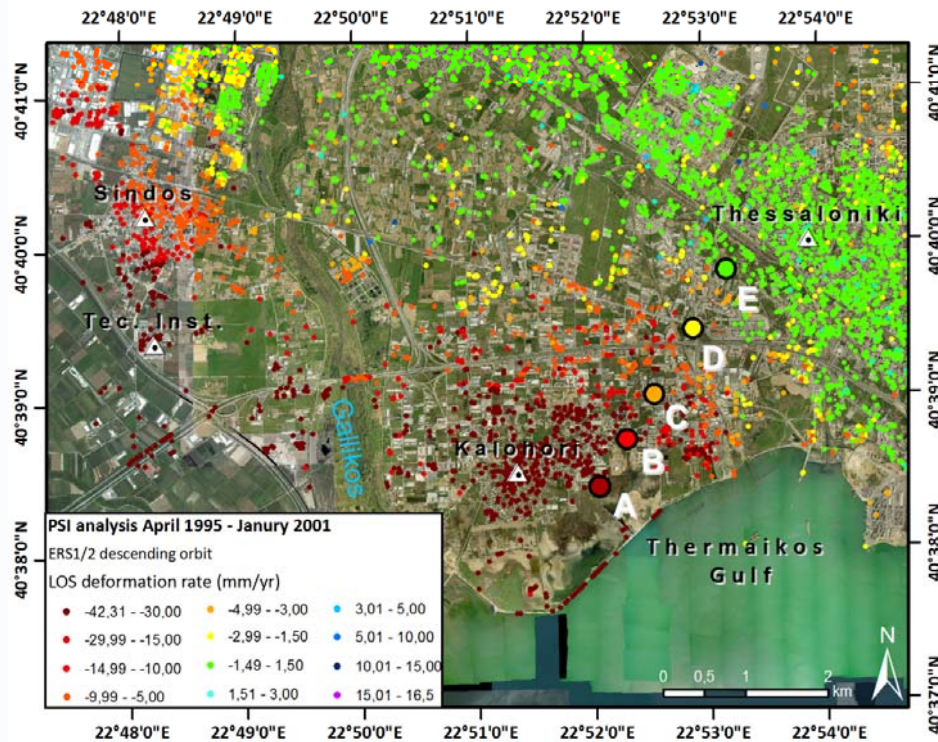 22°48'0"E 22°49'0"E 22°50'0"E 22°51'0"E 22°52'0"E 22°53'0"E 22°54'0"E
40°41'0"N
40°41'0"N
Sindos
Thessaloniki
40°40'0"N
40°40'0"N
E
Tec. Inst.
D
40°39'0"N
40°39'0"N
C
Gallikos
Kalohori
B
A
PSI analysis April 1995 - Janury 2001
ERS1/2 descending orbit
LOS deformation rate (mm/yr)
-42,31 - -30,00
-29,99 - -15,00
-14,99 - -10,00
-9,99 - -5,00
-4,99 - -3,00
-2,99 - -1,50
-1,49 - 1,50
1,51 - 3,00
3,01 - 5,00
5,01 - 10,00
10,01 - 15,00
15,01 - 16,5
40°38'0"N
40°38'0"N
Thermaikos
Gulf
N
0 0,5 1 2
km
40°37'0"N
22°48'0"E 22°49'0"E 22°50'0"E 22°51'0"E 22°52'0"E 22°53'0"E 22°54'0"E